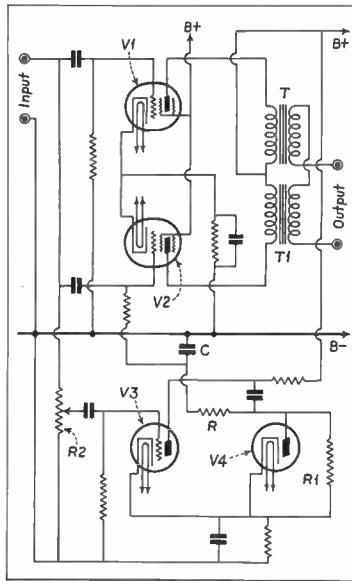 V1
B+
B+
Input
T
Output
T1
V2
B-
C
V3
R
R2
V4
R1